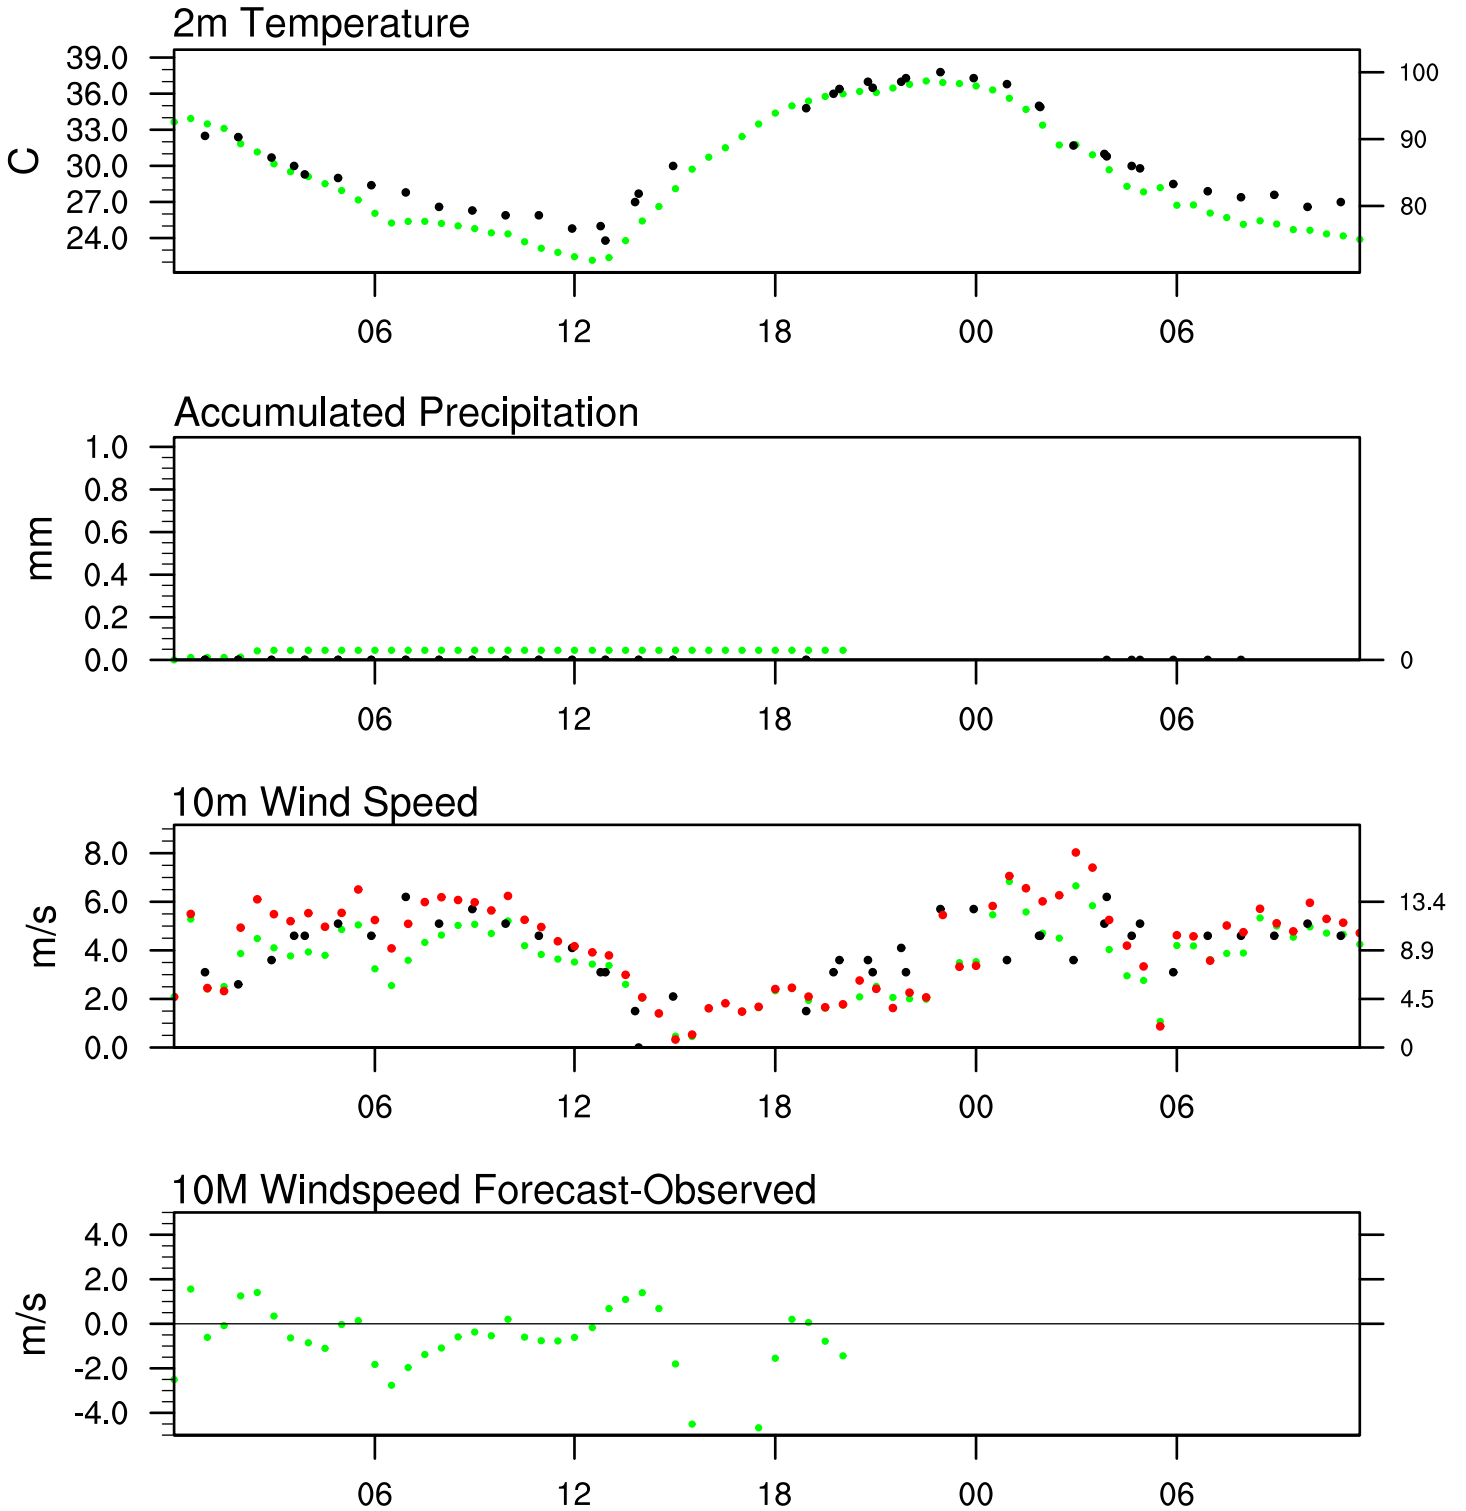 2m Temperature
39.0
36.0
33.0
30.0
27.0
24.0
C
100
90
80
06 12 18 00 06
Accumulated Precipitation
1.0
0.8
0.6
0.4
0.2
0.0
mm
0
06 12 18 00 06
10m Wind Speed
8.0
6.0
4.0
2.0
0.0
m/s
13.4
8.9
4.5
0
06 12 18 00 06
10M Windspeed Forecast-Observed
4.0
2.0
0.0
-2.0
-4.0
m/s
06 12 18 00 06